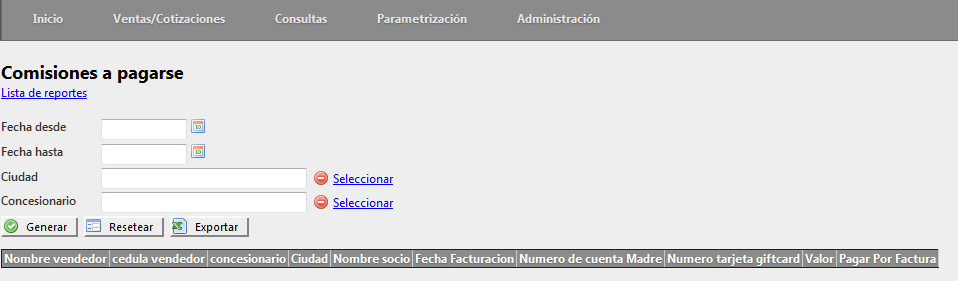 Inicio Ventas/Cotizaciones Consultas Parametrización Administración
Comisiones a pagarse
Lista de reportes
Fecha desde 10
Fecha hasta 10
Ciudad Seleccionar
Concesionario Seleccionar
Generar Resetear Exportar
Nombre vendedor cedula vendedor concesionario Ciudad Nombre socio Fecha Facturacion Numero de cuenta Madre Numero tarjeta giftcard Valor Pagar Por Factura